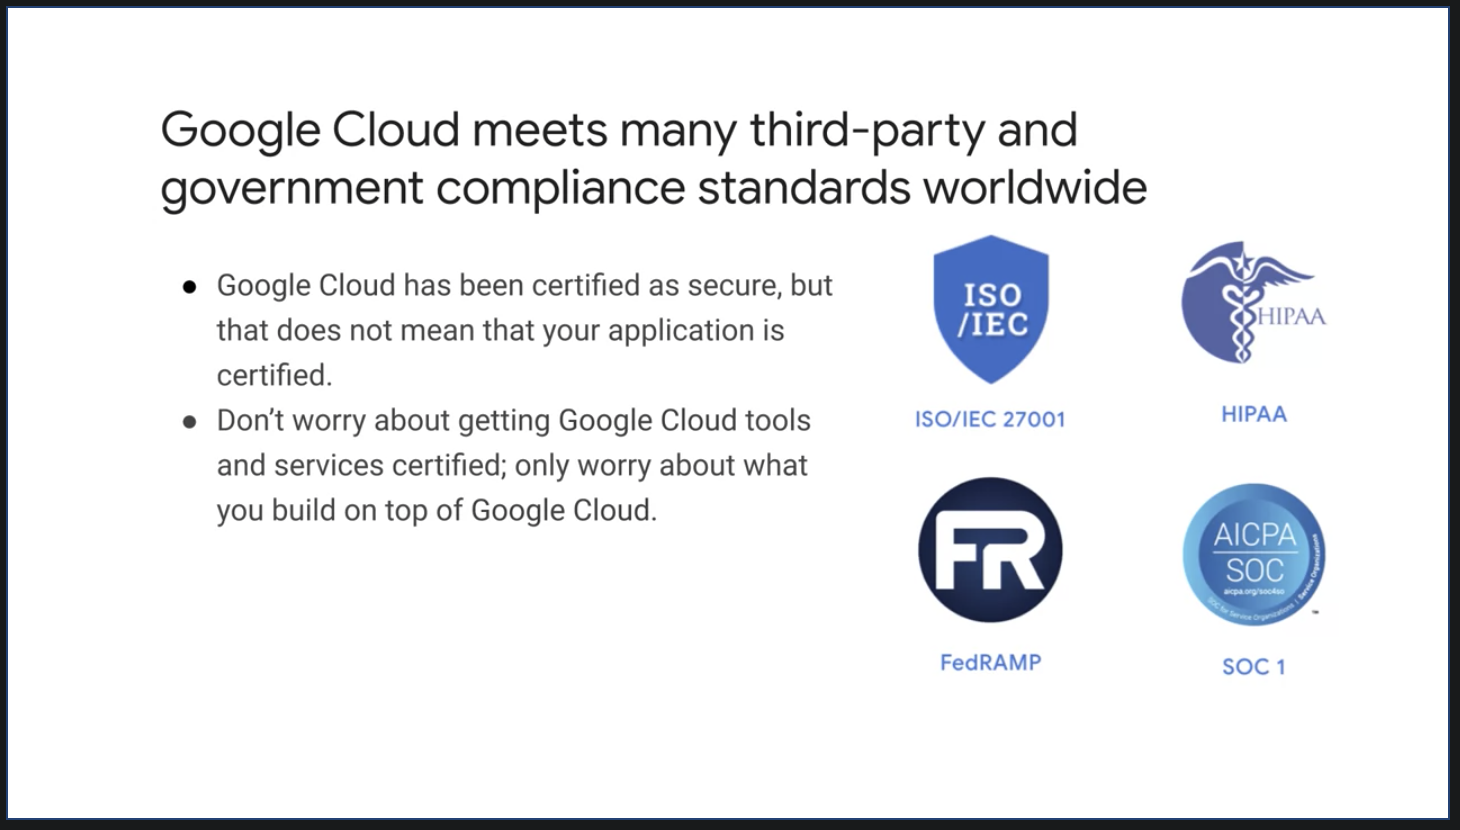 Google Cloud meets many third-party and
government compliance standards worldwide
● Google Cloud has been certified as secure, but
that does not mean that your application is
certified.
● Don’t worry about getting Google Cloud tools
and services certified; only worry about what
you build on top of Google Cloud.
ISO
/IEC
ISO/IEC 27001
HIPAA
HIPAA
FR
FedRAMP
AICPA
SOC
aicpa.org/soc4so
SOC for Service Organizations | Service Organizations
™
SOC 1